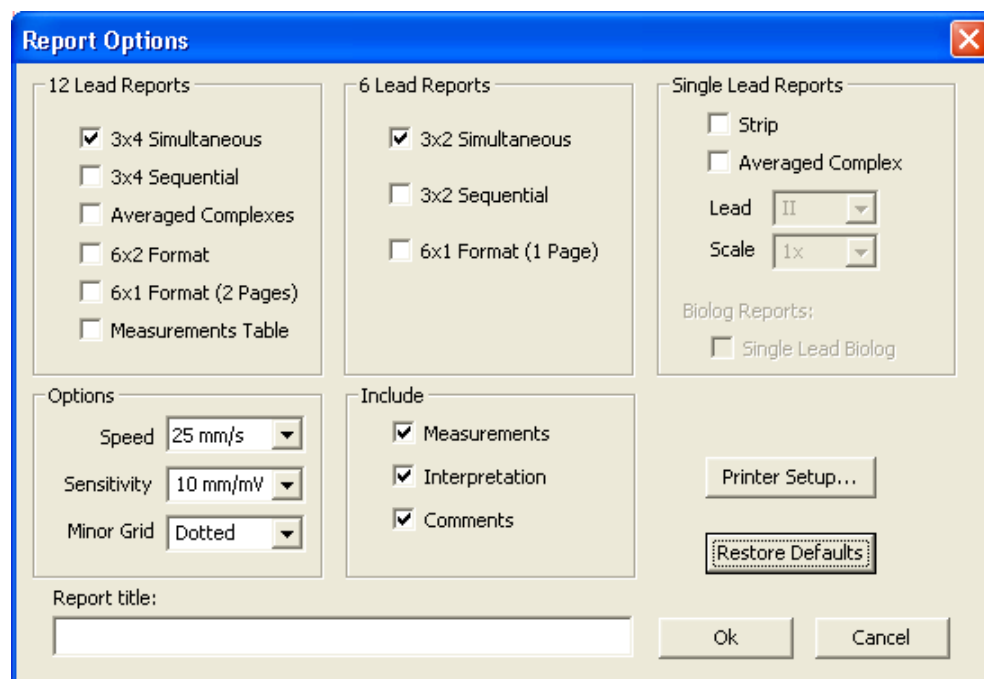 Report Options
12 Lead Reports
3x4 Simultaneous
3x4 Sequential
Averaged Complexes
6x2 Format
6x1 Format (2 Pages)
Measurements Table
6 Lead Reports
3x2 Simultaneous
3x2 Sequential
6x1 Format (1 Page)
Single Lead Reports
Strip
Averaged Complex
Lead II
Scale 1x
Biolog Reports:
Single Lead Biolog
Options
Speed 25 mm/s
Sensitivity 10 mm/mV
Minor Grid Dotted
Include
Measurements
Interpretation
Comments
Printer Setup...
Restore Defaults
Report title:
Ok
Cancel